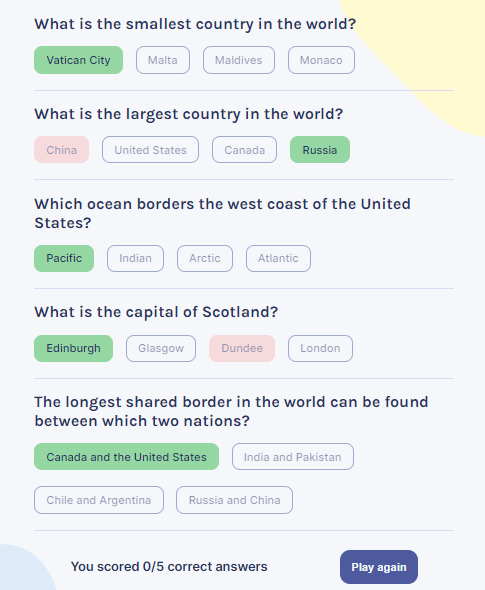 What is the smallest country in the world?
Vatican City Malta Maldives Monaco
What is the largest country in the world?
China United States Canada Russia
Which ocean borders the west coast of the United
States?
Pacific Indian Arctic Atlantic
What is the capital of Scotland?
Edinburgh Glasgow Dundee London
The longest shared border in the world can be found
between which two nations?
Canada and the United States India and Pakistan
Chile and Argentina Russia and China
You scored 0/5 correct answers Play again